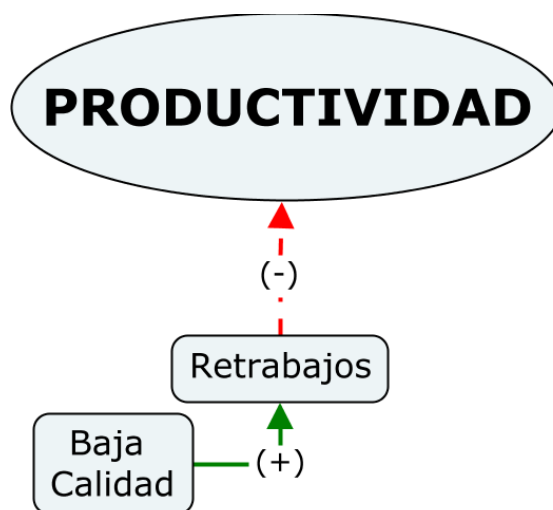 PRODUCTIVIDAD
(-)
Retrabajos
Baja
Calidad
(+)